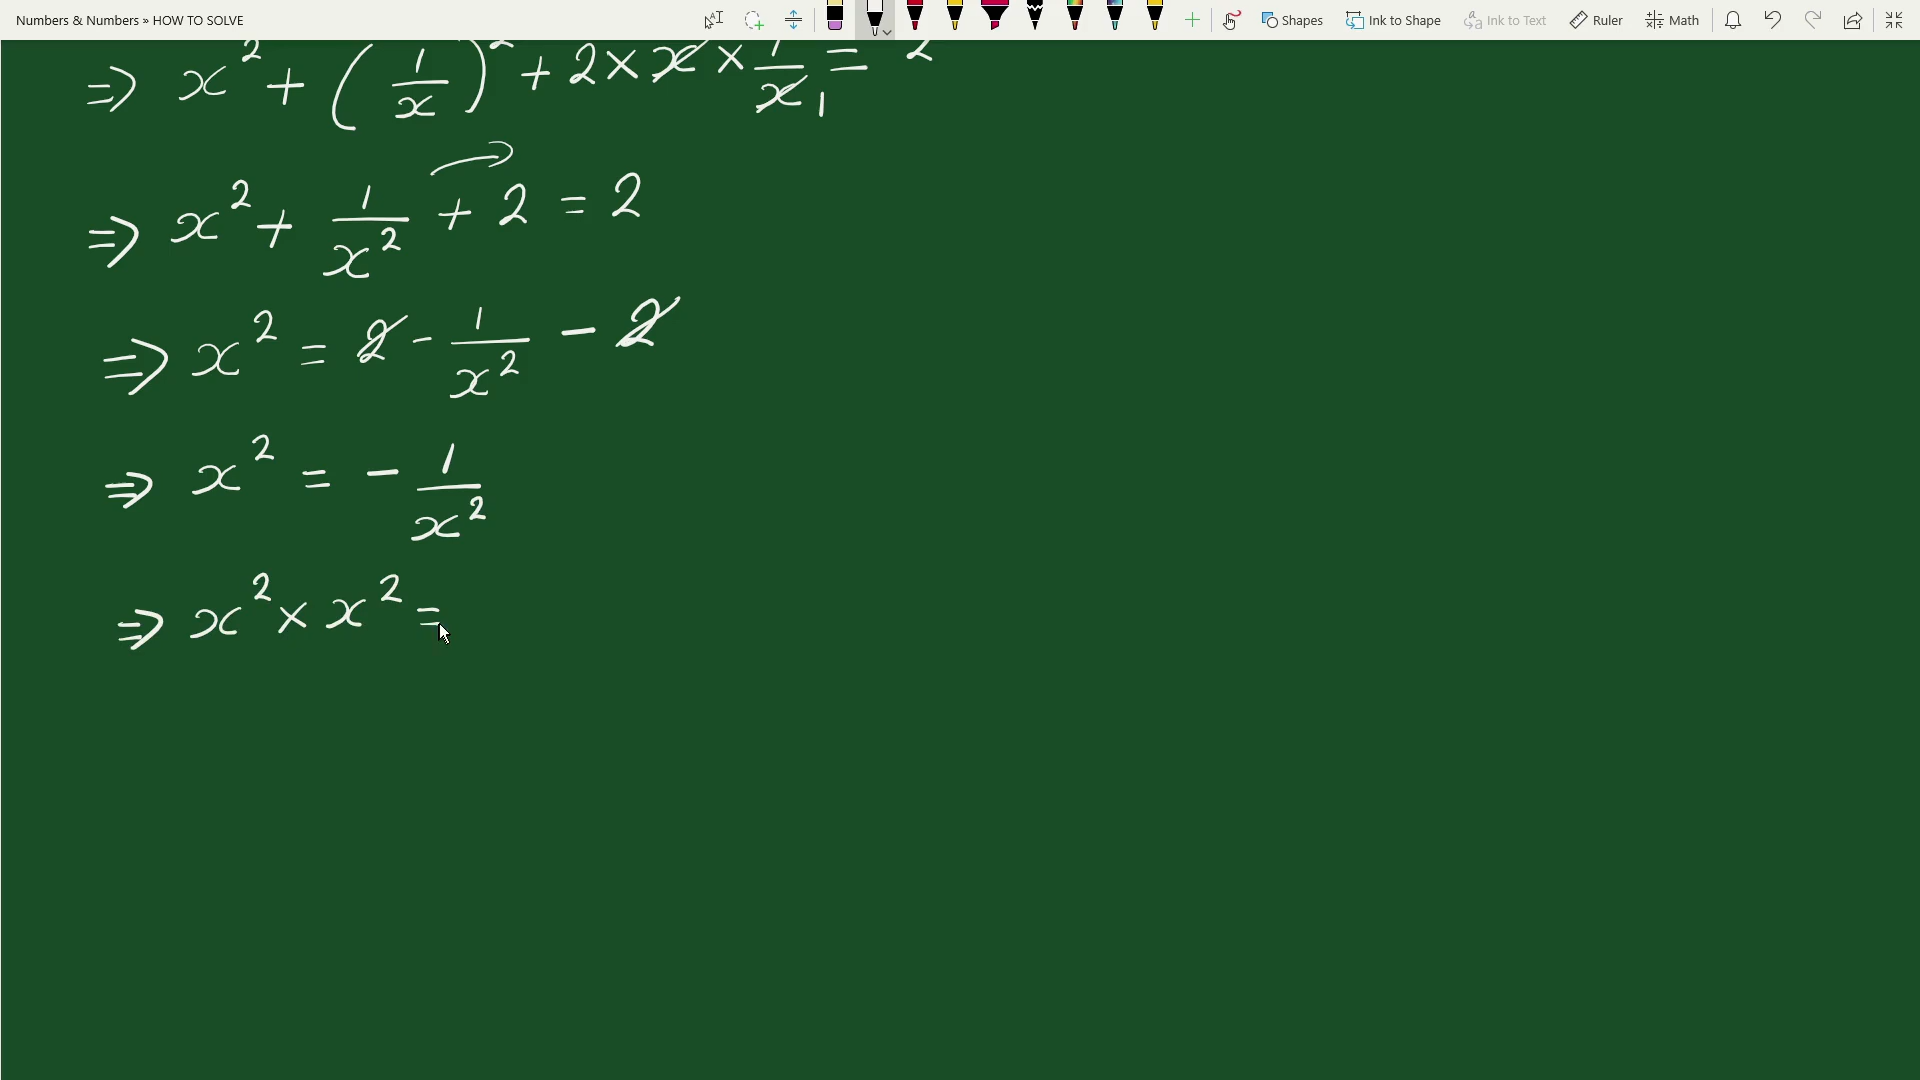 Numbers & Numbers » HOW TO SOLVE Shapes Ink to Shape Ink to Text Ruler Math
⇒ x² + (1/x)² + 2 × x × 1/x 1 = 2
⇒ x² + 1/x² + 2 = 2
⇒ x² = 2 - 1/x² - 2
⇒ x² = - 1/x²
⇒ x² × x² =